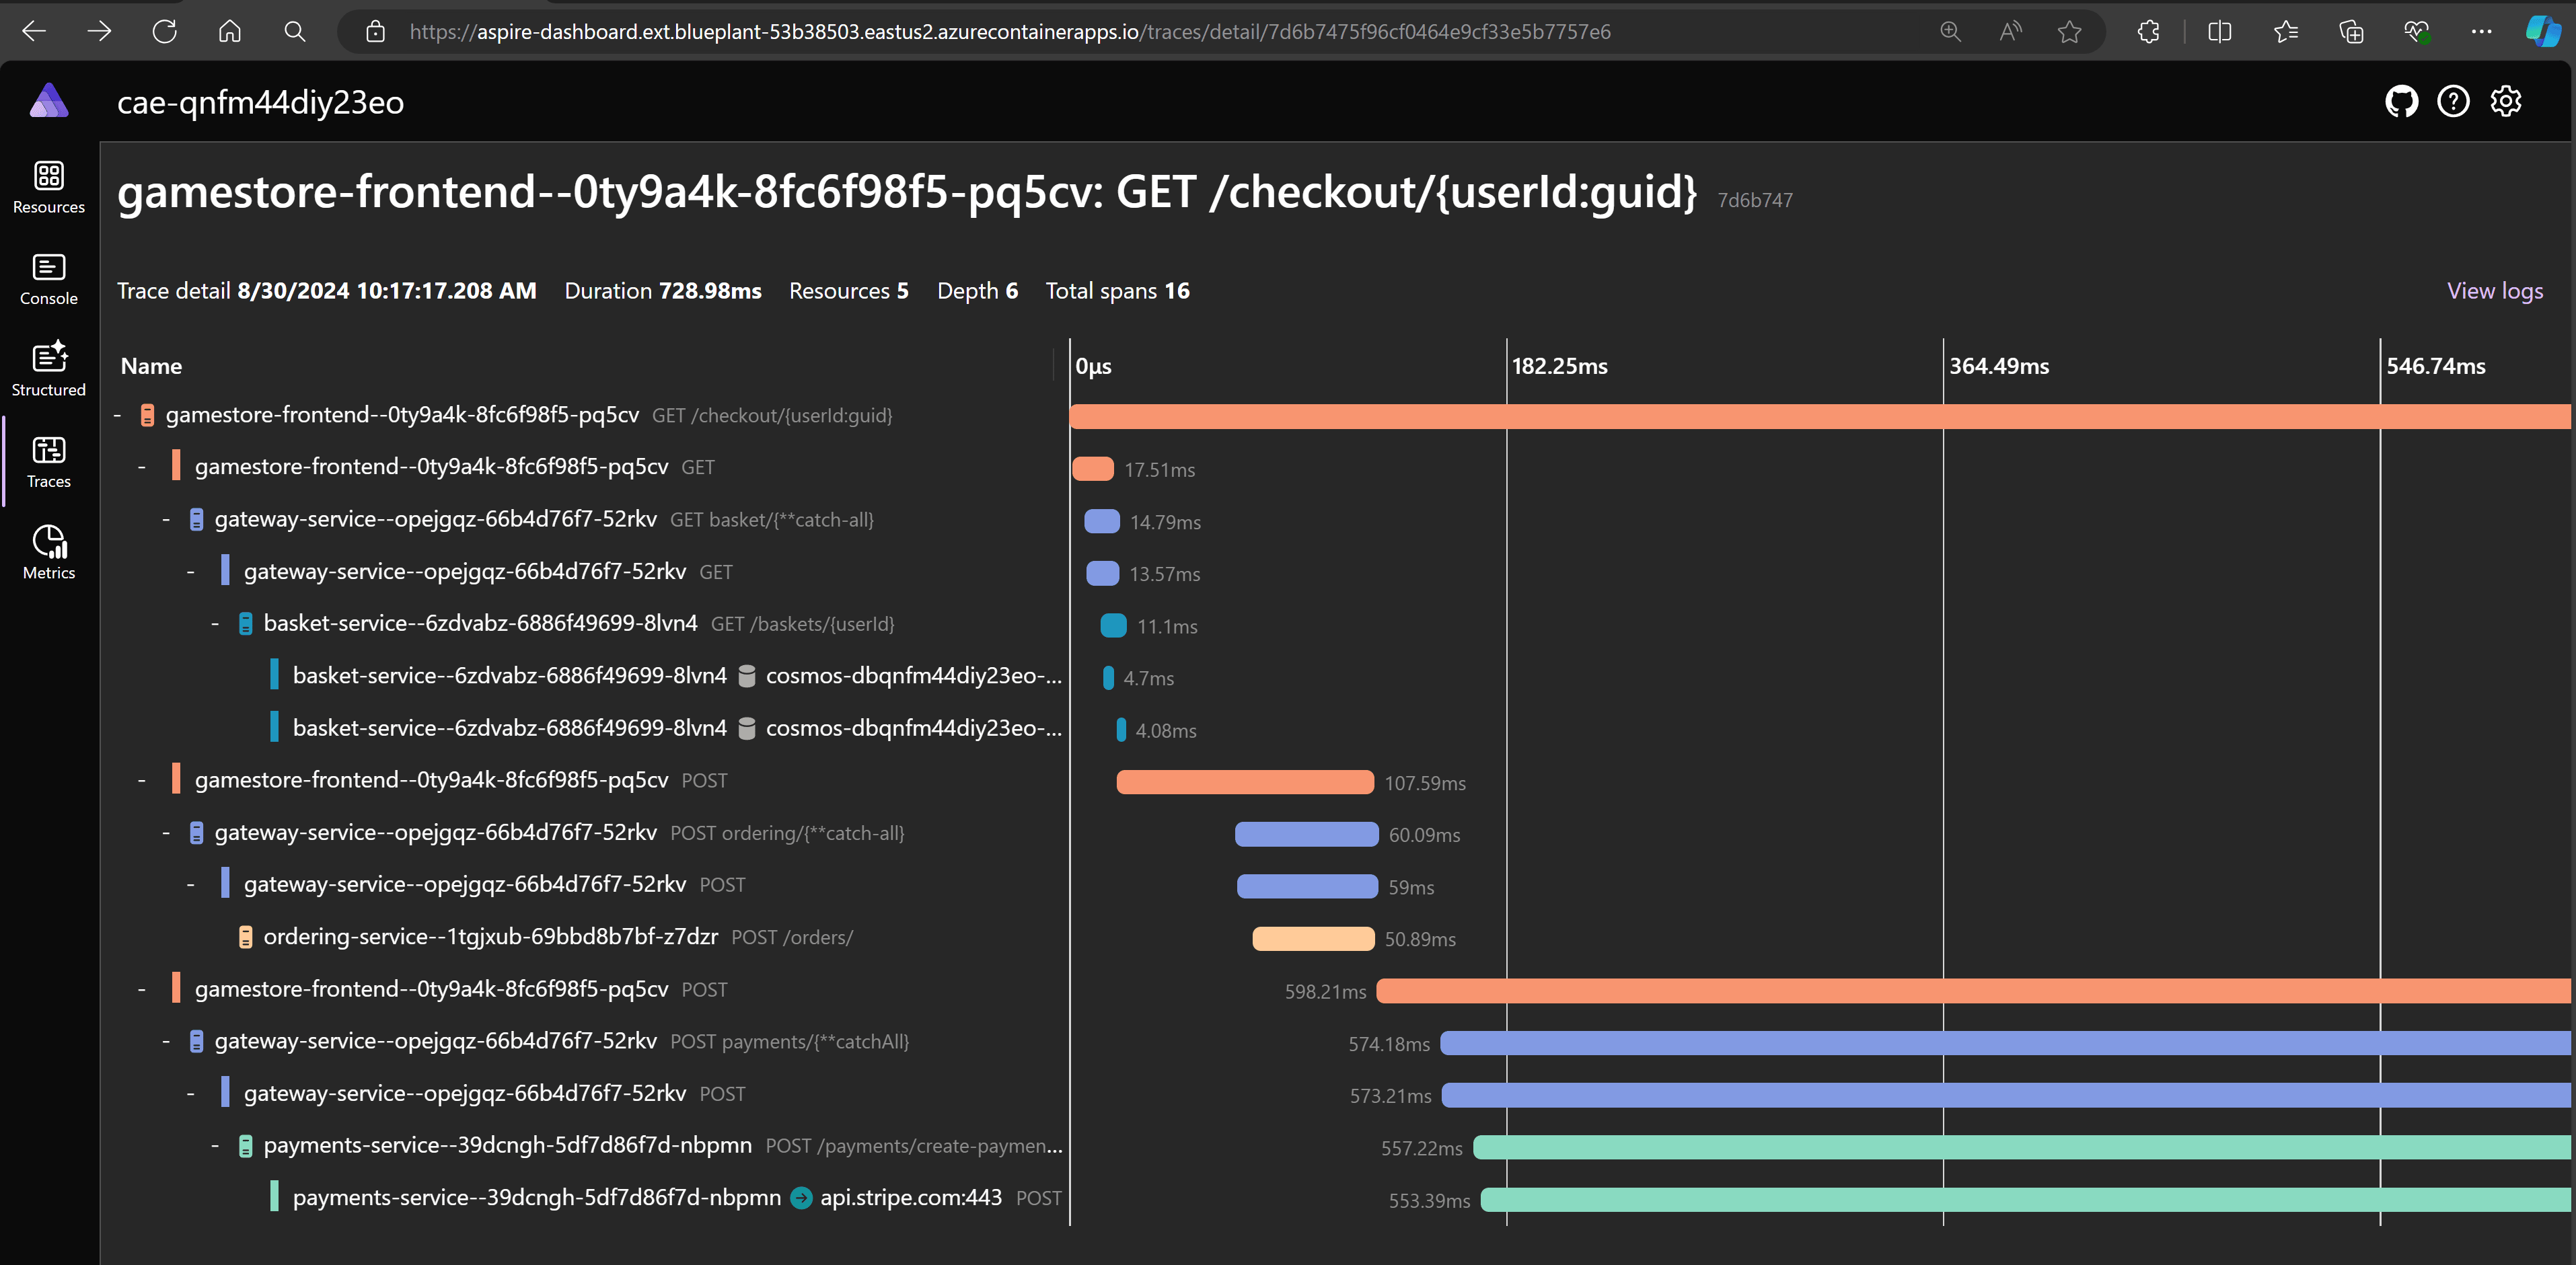 https://aspire-dashboard.ext.blueplant-53b38503.eastus2.azurecontainerapps.io/traces/detail/7d6b7475f96cf0464e9cf33e5b7757e6
cae-qnfm44diy23eo
Resources
Console
Structured
Traces
Metrics
gamestore-frontend--0ty9a4k-8fc6f98f5-pq5cv: GET /checkout/{userId:guid} 7d6b747
Trace detail 8/30/2024 10:17:17.208 AM Duration 728.98ms Resources 5 Depth 6 Total spans 16 View logs
Name 0μs 182.25ms 364.49ms 546.74ms
- gamestore-frontend--0ty9a4k-8fc6f98f5-pq5cv GET /checkout/{userId:guid}
- gamestore-frontend--0ty9a4k-8fc6f98f5-pq5cv GET 17.51ms
- gateway-service--opejgqz-66b4d76f7-52rkv GET basket/{**catch-all} 14.79ms
- gateway-service--opejgqz-66b4d76f7-52rkv GET 13.57ms
- basket-service--6zdvabz-6886f49699-8lvn4 GET /baskets/{userId} 11.1ms
basket-service--6zdvabz-6886f49699-8lvn4 cosmos-dbqnfm44diy23eo-... 4.7ms
basket-service--6zdvabz-6886f49699-8lvn4 cosmos-dbqnfm44diy23eo-... 4.08ms
- gamestore-frontend--0ty9a4k-8fc6f98f5-pq5cv POST 107.59ms
- gateway-service--opejgqz-66b4d76f7-52rkv POST ordering/{**catch-all} 60.09ms
- gateway-service--opejgqz-66b4d76f7-52rkv POST 59ms
ordering-service--1tgjxub-69bbd8b7bf-z7dzr POST /orders/ 50.89ms
- gamestore-frontend--0ty9a4k-8fc6f98f5-pq5cv POST 598.21ms
- gateway-service--opejgqz-66b4d76f7-52rkv POST payments/{**catchAll} 574.18ms
- gateway-service--opejgqz-66b4d76f7-52rkv POST 573.21ms
- payments-service--39dcngh-5df7d86f7d-nbpmn POST /payments/create-paymen... 557.22ms
payments-service--39dcngh-5df7d86f7d-nbpmn api.stripe.com:443 POST 553.39ms